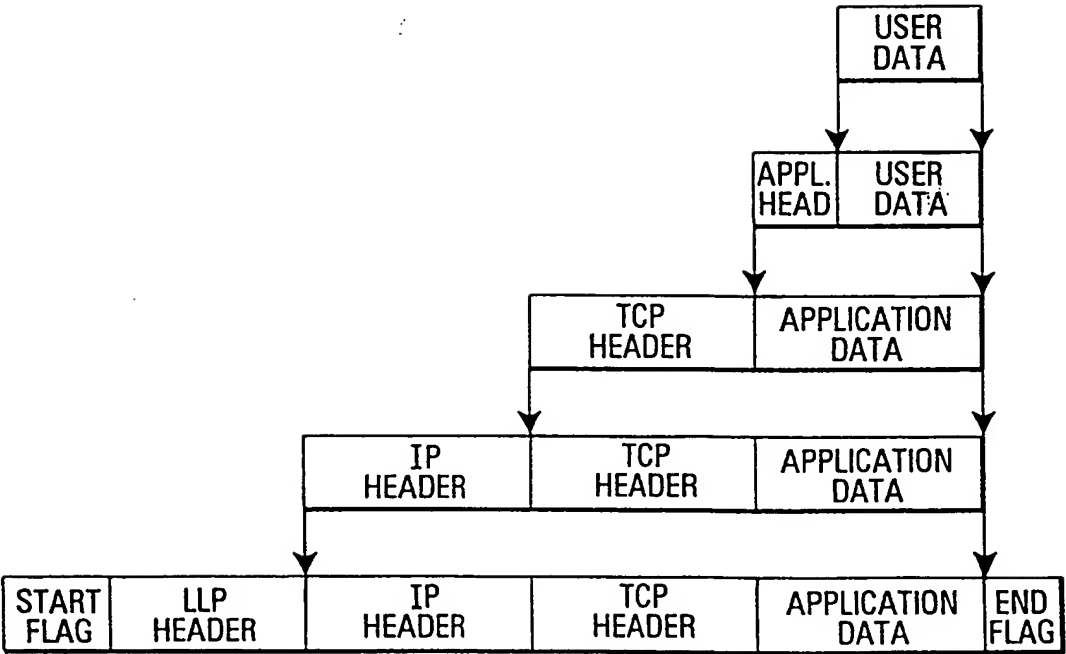 USER
DATA
APPL.
HEAD
USER
DATA
TCP
HEADER
APPLICATION
DATA
IP
HEADER
TCP
HEADER
APPLICATION
DATA
START
FLAG
LLP
HEADER
IP
HEADER
TCP
HEADER
APPLICATION
DATA
END
FLAG